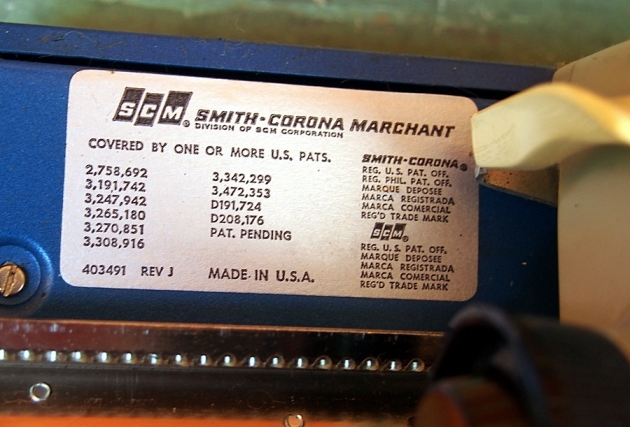 SCM® SMITH-CORONA MARCHANT
DIVISION OF SCM CORPORATION
COVERED BY ONE OR MORE U.S. PATS.
2,758,692
3,191,742
3,247,942
3,265,180
3,270,851
3,308,916
3,342,299
3,472,353
D191,724
D208,176
PAT. PENDING
403491 REV J
MADE IN U.S.A.
SMITH-CORONA®
REG. U.S. PAT. OFF.
REG. PHIL. PAT. OFF.
MARQUE DEPOSEE
MARCA REGISTRADA
MARCA COMERCIAL
REG'D TRADE MARK
SCM®
REG. U.S. PAT. OFF.
MARQUE DEPOSEE
MARCA REGISTRADA
MARCA COMERCIAL
REG'D TRADE MARK